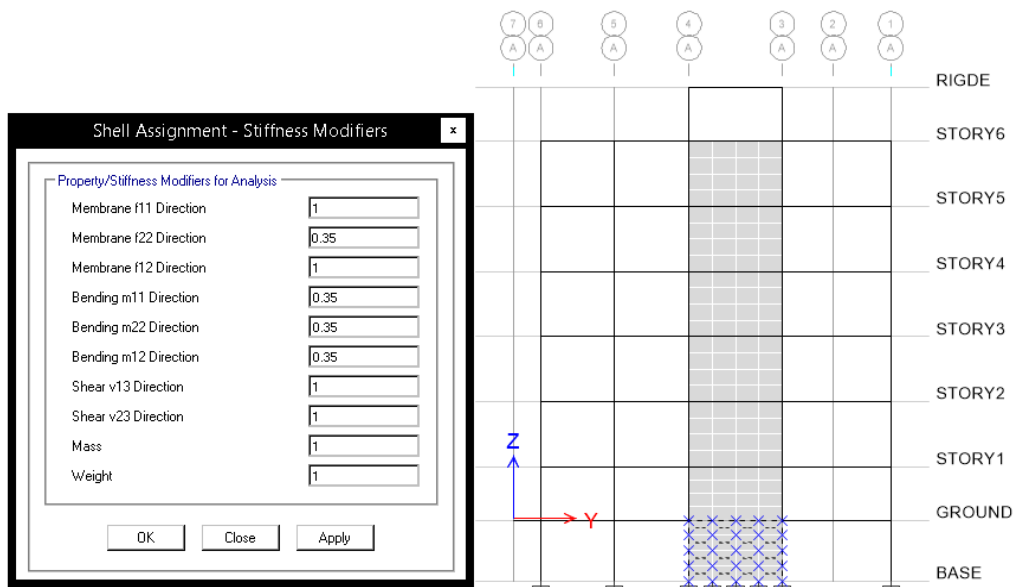 Shell Assignment - Stiffness Modifiers x
Property/Stiffness Modifiers for Analysis
Membrane f11 Direction 1
Membrane f22 Direction 0.35
Membrane f12 Direction 1
Bending m11 Direction 0.35
Bending m22 Direction 0.35
Bending m12 Direction 0.35
Shear v13 Direction 1
Shear v23 Direction 1
Mass 1
Weight 1
OK Close Apply
7 6 5 4 3 2 1
A A A A A A A
RIGDE
STORY6
STORY5
STORY4
STORY3
STORY2
STORY1
GROUND
BASE
Z
Y